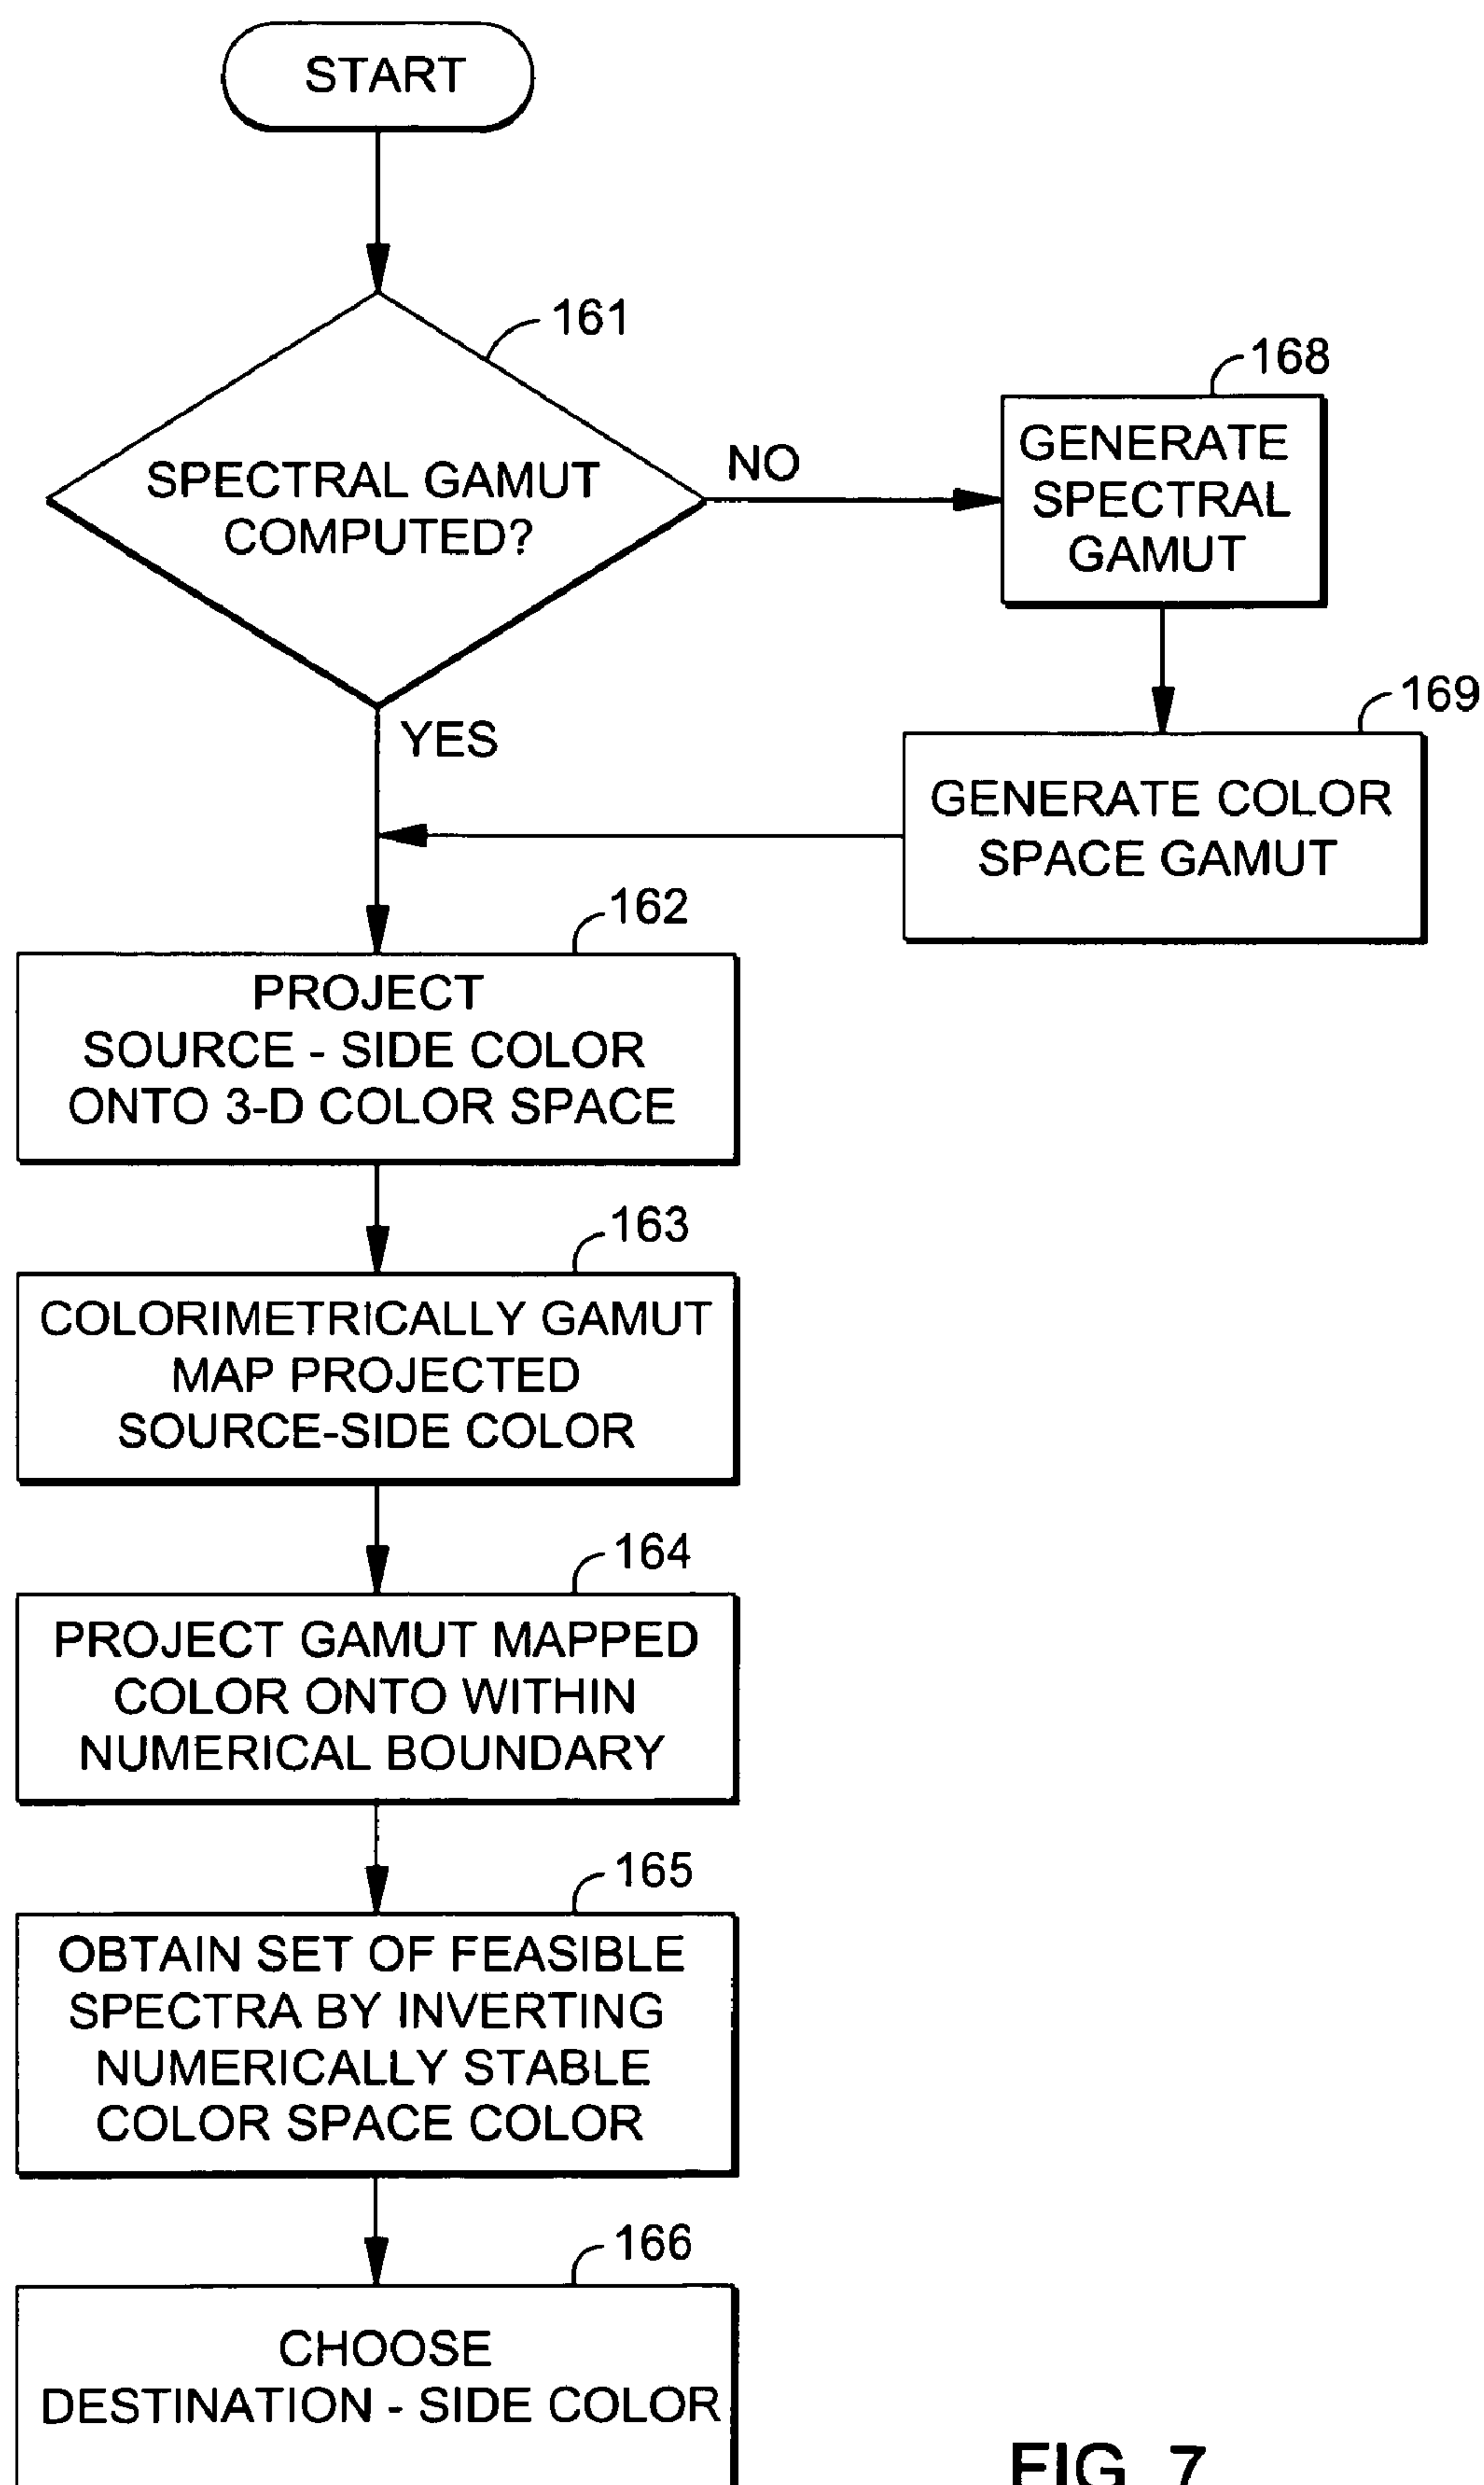 START
161
SPECTRAL GAMUT
COMPUTED?
NO
168
GENERATE
SPECTRAL
GAMUT
YES
169
GENERATE COLOR
SPACE GAMUT
162
PROJECT
SOURCE - SIDE COLOR
ONTO 3-D COLOR SPACE
163
COLORIMETRICALLY GAMUT
MAP PROJECTED
SOURCE-SIDE COLOR
164
PROJECT GAMUT MAPPED
COLOR ONTO WITHIN
NUMERICAL BOUNDARY
165
OBTAIN SET OF FEASIBLE
SPECTRA BY INVERTING
NUMERICALLY STABLE
COLOR SPACE COLOR
166
CHOOSE
DESTINATION - SIDE COLOR
FIG. 7